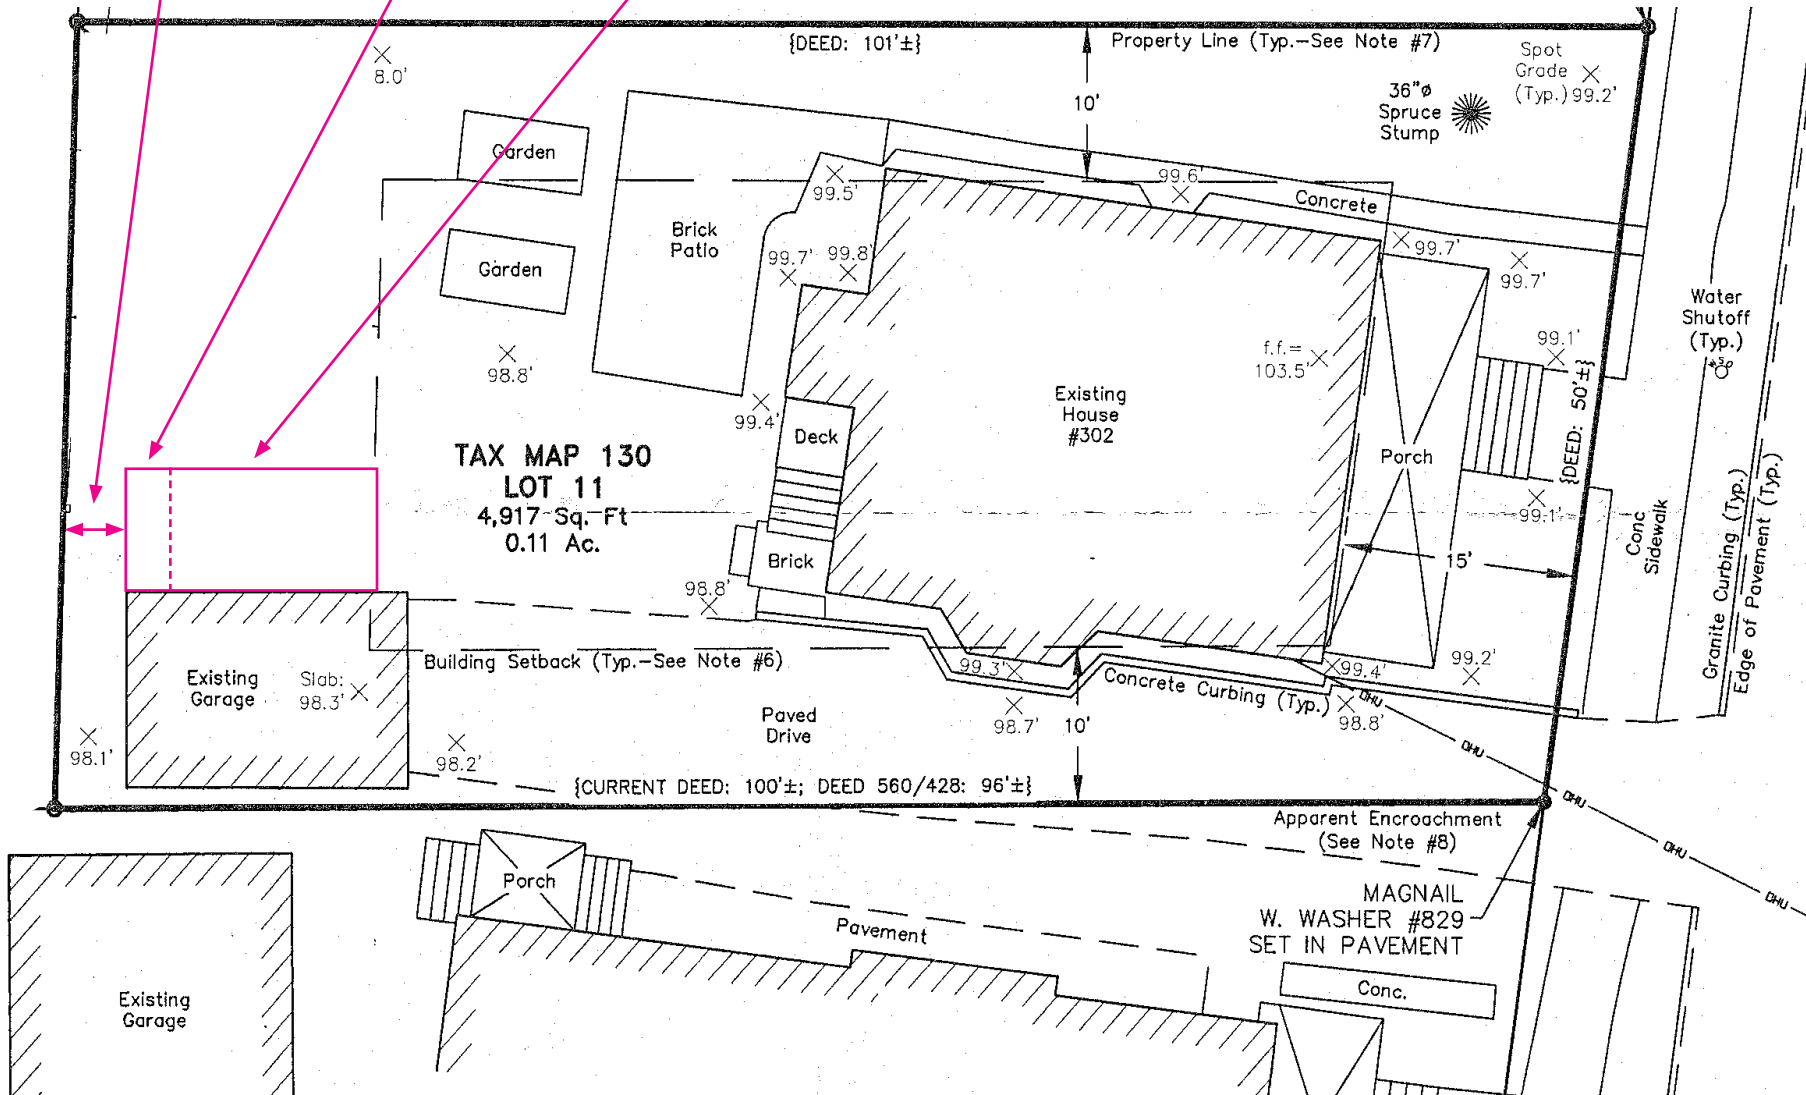 {DEED: 101'±}
Property Line (Typ.-See Note #7)
Spot
Grade
(Typ.) 99.2'
8.0'
10'
36"ø
Spruce
Stump
Garden
99.5'
99.6'
Concrete
Brick
Patio
99.7'
99.8'
99.7'
99.7'
Garden
Water
Shutoff
(Typ.)
98.8'
f.f.=
103.5'
99.1'
Existing
House
#302
99.4'
Deck
{DEED: 50'±}
Porch
TAX MAP 130
LOT 11
4,917 Sq. Ft
0.11 Ac.
99.1'
Conc
Sidewalk
Granite Curbing (Typ.)
Edge of Pavement (Typ.)
Brick
15'
98.8'
Building Setback (Typ.-See Note #6)
99.3'
99.4'
99.2'
Existing
Garage
Slab:
98.3'
Concrete Curbing (Typ.)
OHU
98.8'
Paved
Drive
98.7'
10'
98.1'
98.2'
OHU
{CURRENT DEED: 100'±; DEED 560/428: 96'±}
OHU
Apparent Encroachment
(See Note #8)
OHU
Porch
MAGNAIL
W. WASHER #829
SET IN PAVEMENT
OHU
Pavement
Conc.
Existing
Garage